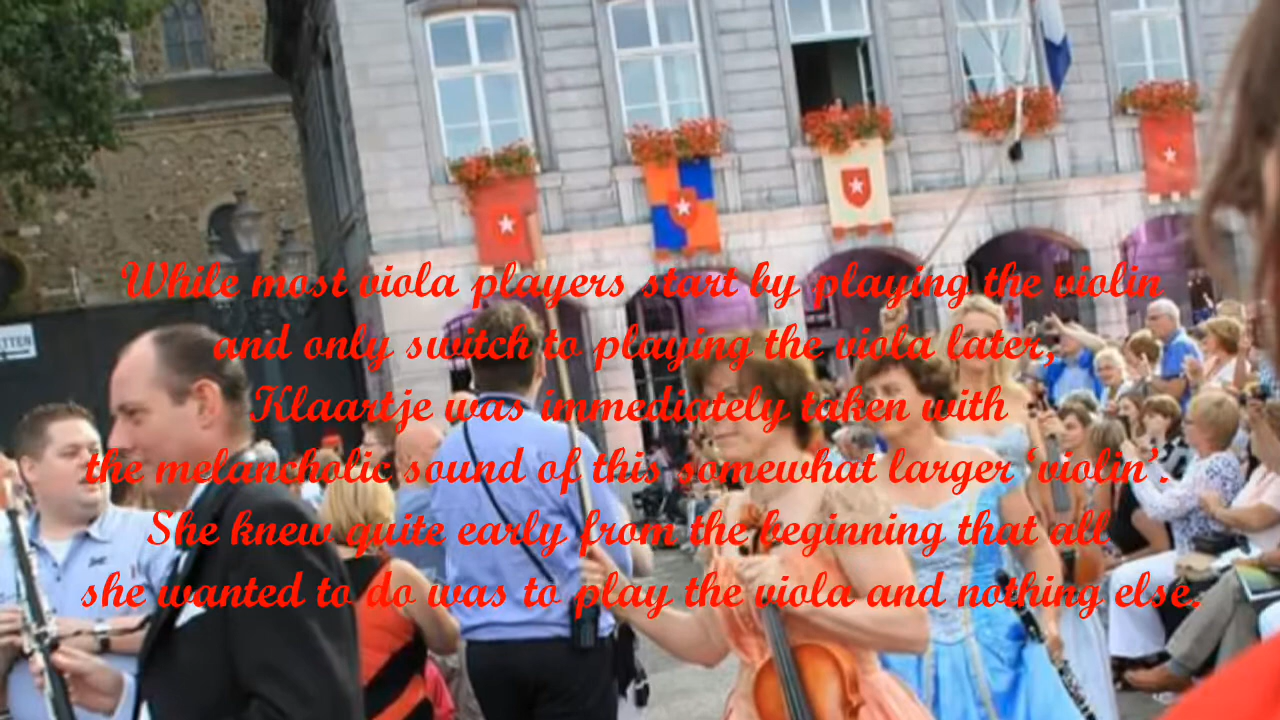 While most viola players start by playing the violin
and only switch to playing the viola later,
Klaartje was immediately taken with
the melancholic sound of this somewhat larger ‘violin’.
She knew quite early from the beginning that all
she wanted to do was to play the viola and nothing else.
ETTEN